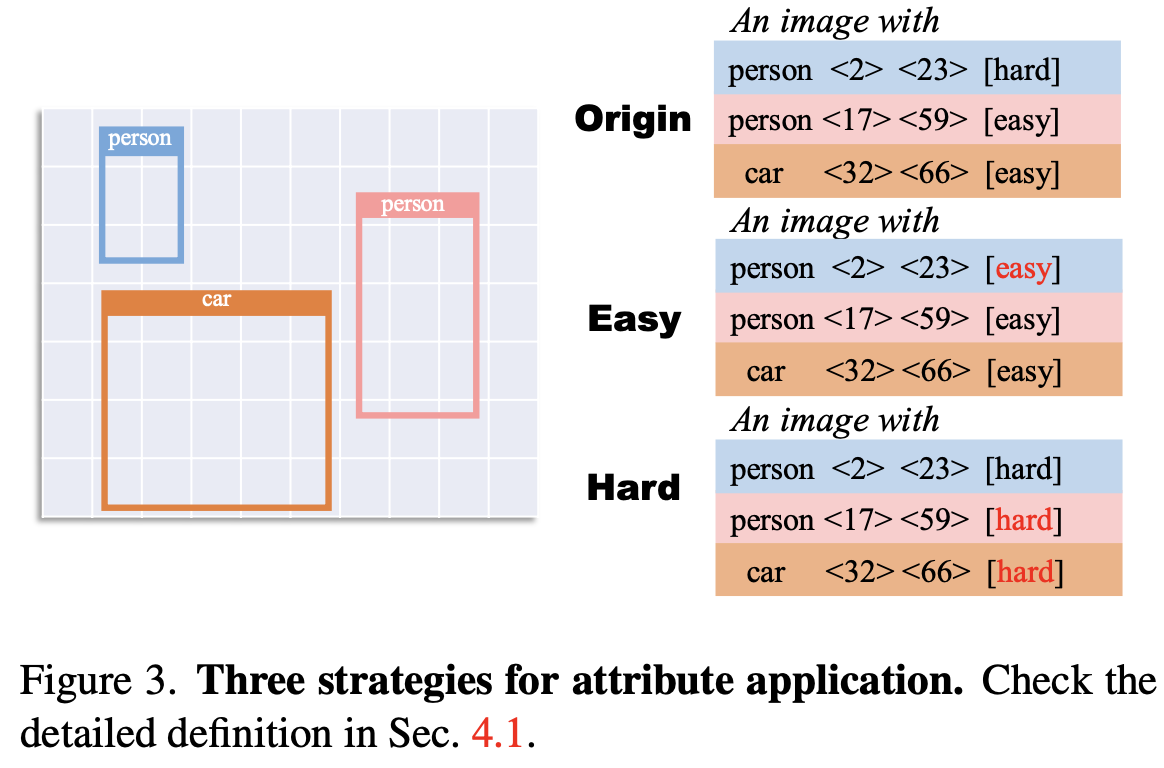 person
person
car
An image with
Origin
person <2> <23> [hard]
person <17> <59> [easy]
car <32> <66> [easy]
An image with
Easy
person <2> <23> [easy]
person <17> <59> [easy]
car <32> <66> [easy]
An image with
Hard
person <2> <23> [hard]
person <17> <59> [hard]
car <32> <66> [hard]
Figure 3. Three strategies for attribute application. Check the
detailed definition in Sec. 4.1.